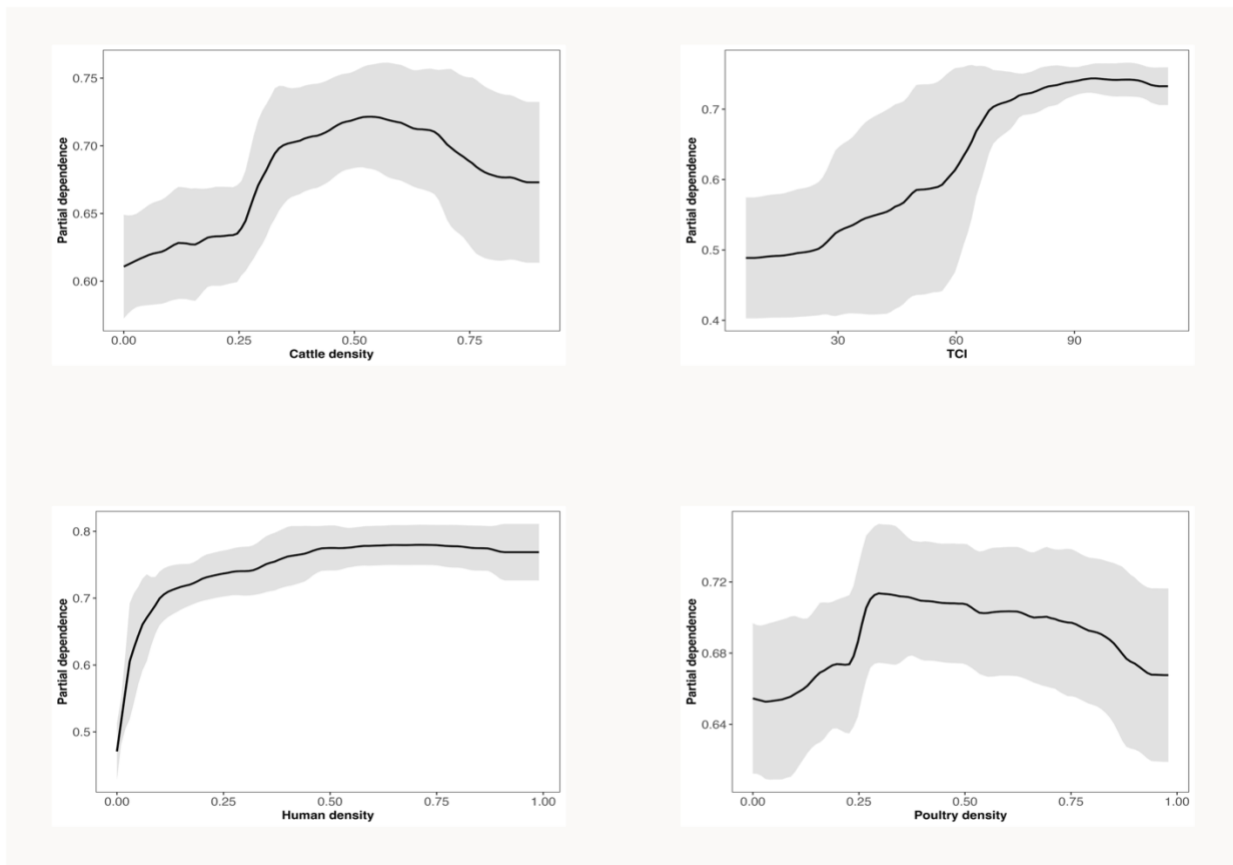 0.75
0.70
0.65
0.60
Partial dependence
0.00 0.25 0.50 0.75
Cattle density
0.7
0.6
0.5
0.4
Partial dependence
30 60 90
TCI
0.8
0.7
0.6
0.5
Partial dependence
0.00 0.25 0.50 0.75 1.00
Human density
0.72
0.68
0.64
Partial dependence
0.00 0.25 0.50 0.75 1.00
Poultry density